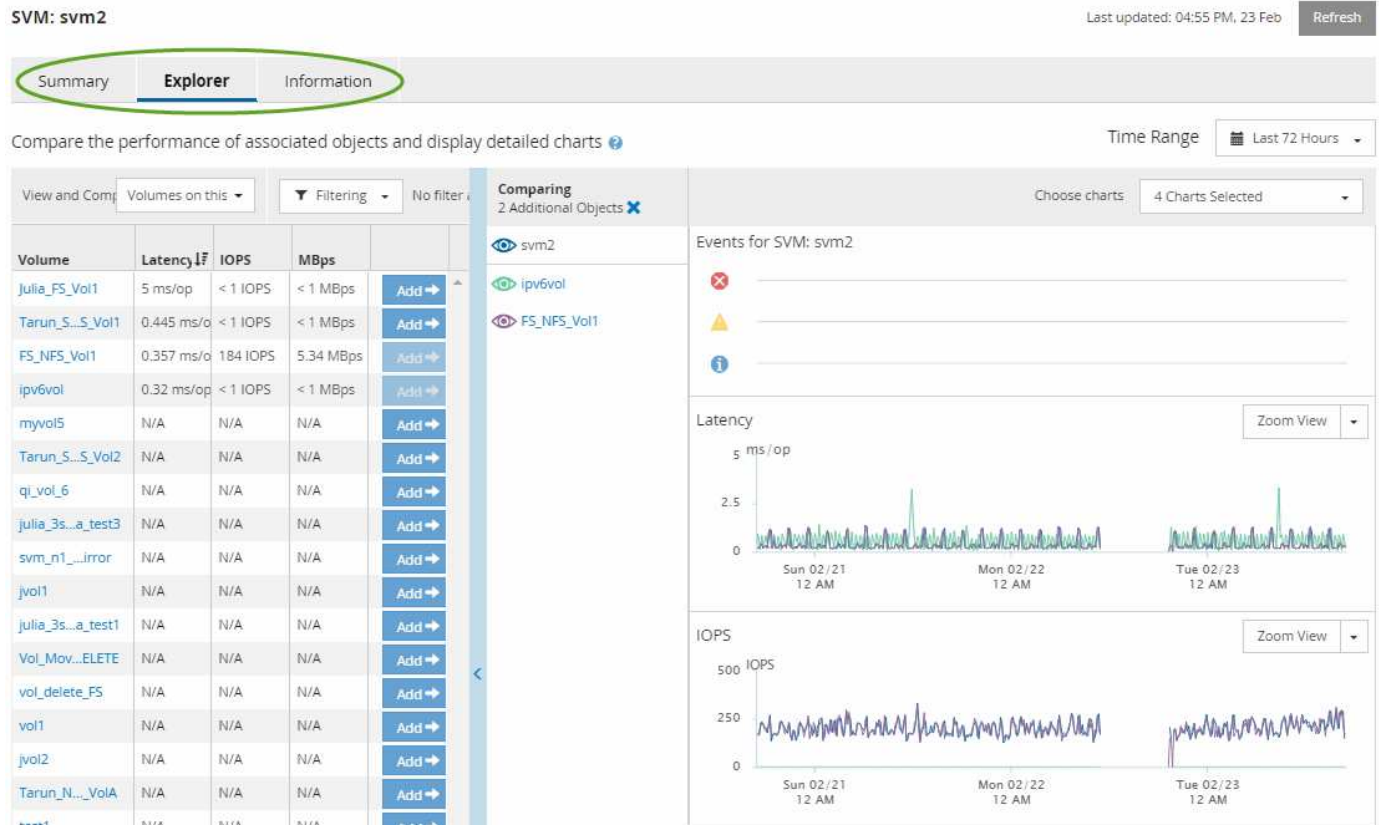 SVM: svm2
Last updated: 04:55 PM, 23 Feb Refresh
Summary Explorer Information
Compare the performance of associated objects and display detailed charts ?
Time Range Last 72 Hours
View and Comp Volumes on this Filtering No filter
Volume Latency IOPS MBps
Julia_FS_Vol1 5 ms/op < 1 IOPS < 1 MBps Add
Tarun_S...S_Vol1 0.445 ms/o < 1 IOPS < 1 MBps Add
FS_NFS_Vol1 0.357 ms/o 184 IOPS 5.34 MBps Add
ipv6vol 0.32 ms/op < 1 IOPS < 1 MBps Add
myvol5 N/A N/A N/A Add
Tarun_S...S_Vol2 N/A N/A N/A Add
qi_vol_6 N/A N/A N/A Add
julia_3s...a_test3 N/A N/A N/A Add
svm_n1_...irror N/A N/A N/A Add
jvol1 N/A N/A N/A Add
julia_3s...a_test1 N/A N/A N/A Add
Vol_Mov...ELETE N/A N/A N/A Add
vol_delete_FS N/A N/A N/A Add
vol1 N/A N/A N/A Add
jvol2 N/A N/A N/A Add
Tarun_N..._VolA N/A N/A N/A Add
Comparing
2 Additional Objects
svm2
ipv6vol
FS_NFS_Vol1
Choose charts 4 Charts Selected
Events for SVM: svm2
Latency Zoom View
5 ms/op
2.5
0
Sun 02/21 Mon 02/22 Tue 02/23
12 AM 12 AM 12 AM
IOPS Zoom View
500 IOPS
250
0
Sun 02/21 Mon 02/22 Tue 02/23
12 AM 12 AM 12 AM